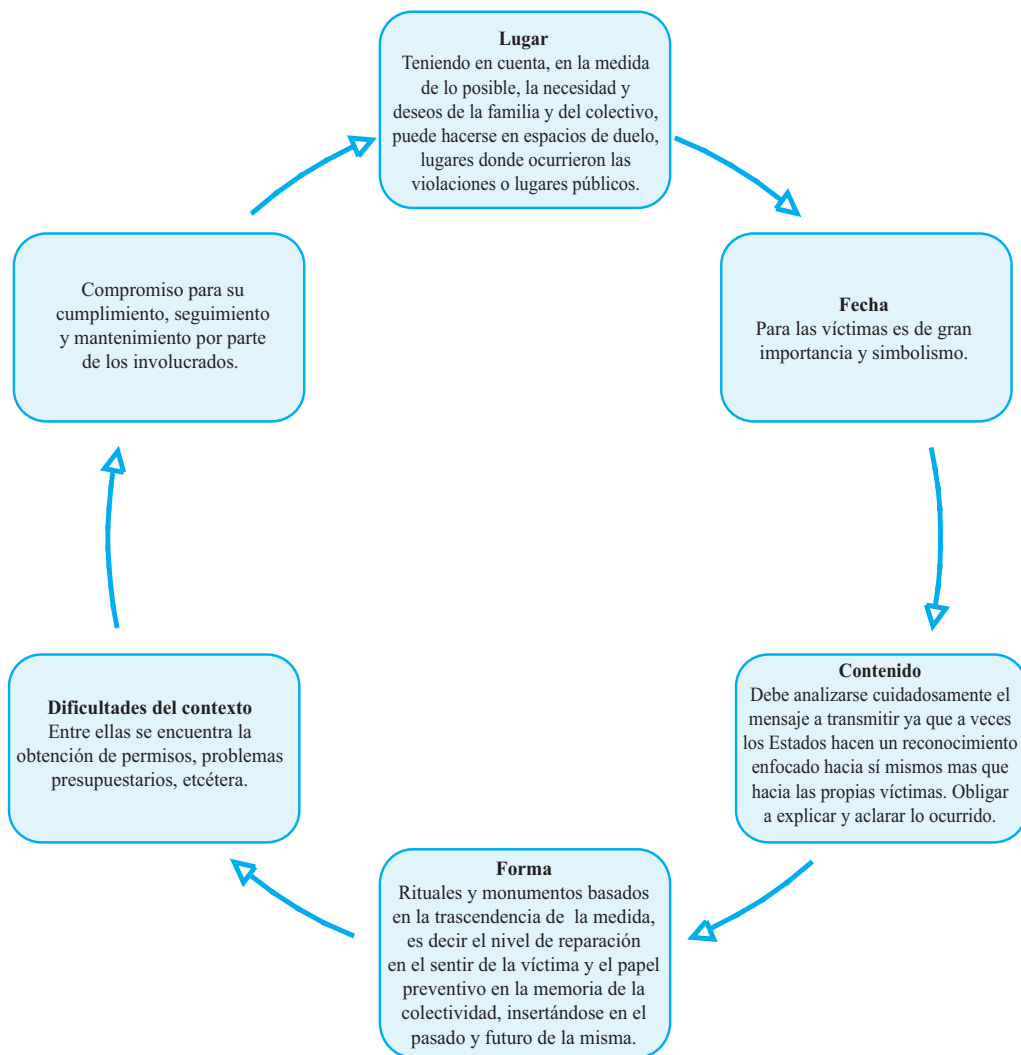 Lugar
Teniendo en cuenta, en la medida
de lo posible, la necesidad y
deseos de la familia y del colectivo,
puede hacerse en espacios de duelo,
lugares donde ocurrieron las
violaciones o lugares públicos.
Fecha
Para las víctimas es de gran
importancia y simbolismo.
Contenido
Debe analizarse cuidadosamente el
mensaje a transmitir ya que a veces
los Estados hacen un reconocimiento
enfocado hacia sí mismos mas que
hacia las propias víctimas. Obligar
a explicar y aclarar lo ocurrido.
Forma
Rituales y monumentos basados
en la trascendencia de la medida,
es decir el nivel de reparación
en el sentir de la víctima y el papel
preventivo en la memoria de la
colectividad, insertándose en el
pasado y futuro de la misma.
Dificultades del contexto
Entre ellas se encuentra la
obtención de permisos, problemas
presupuestarios, etcétera.
Compromiso para su
cumplimiento, seguimiento
y mantenimiento por parte
de los involucrados.